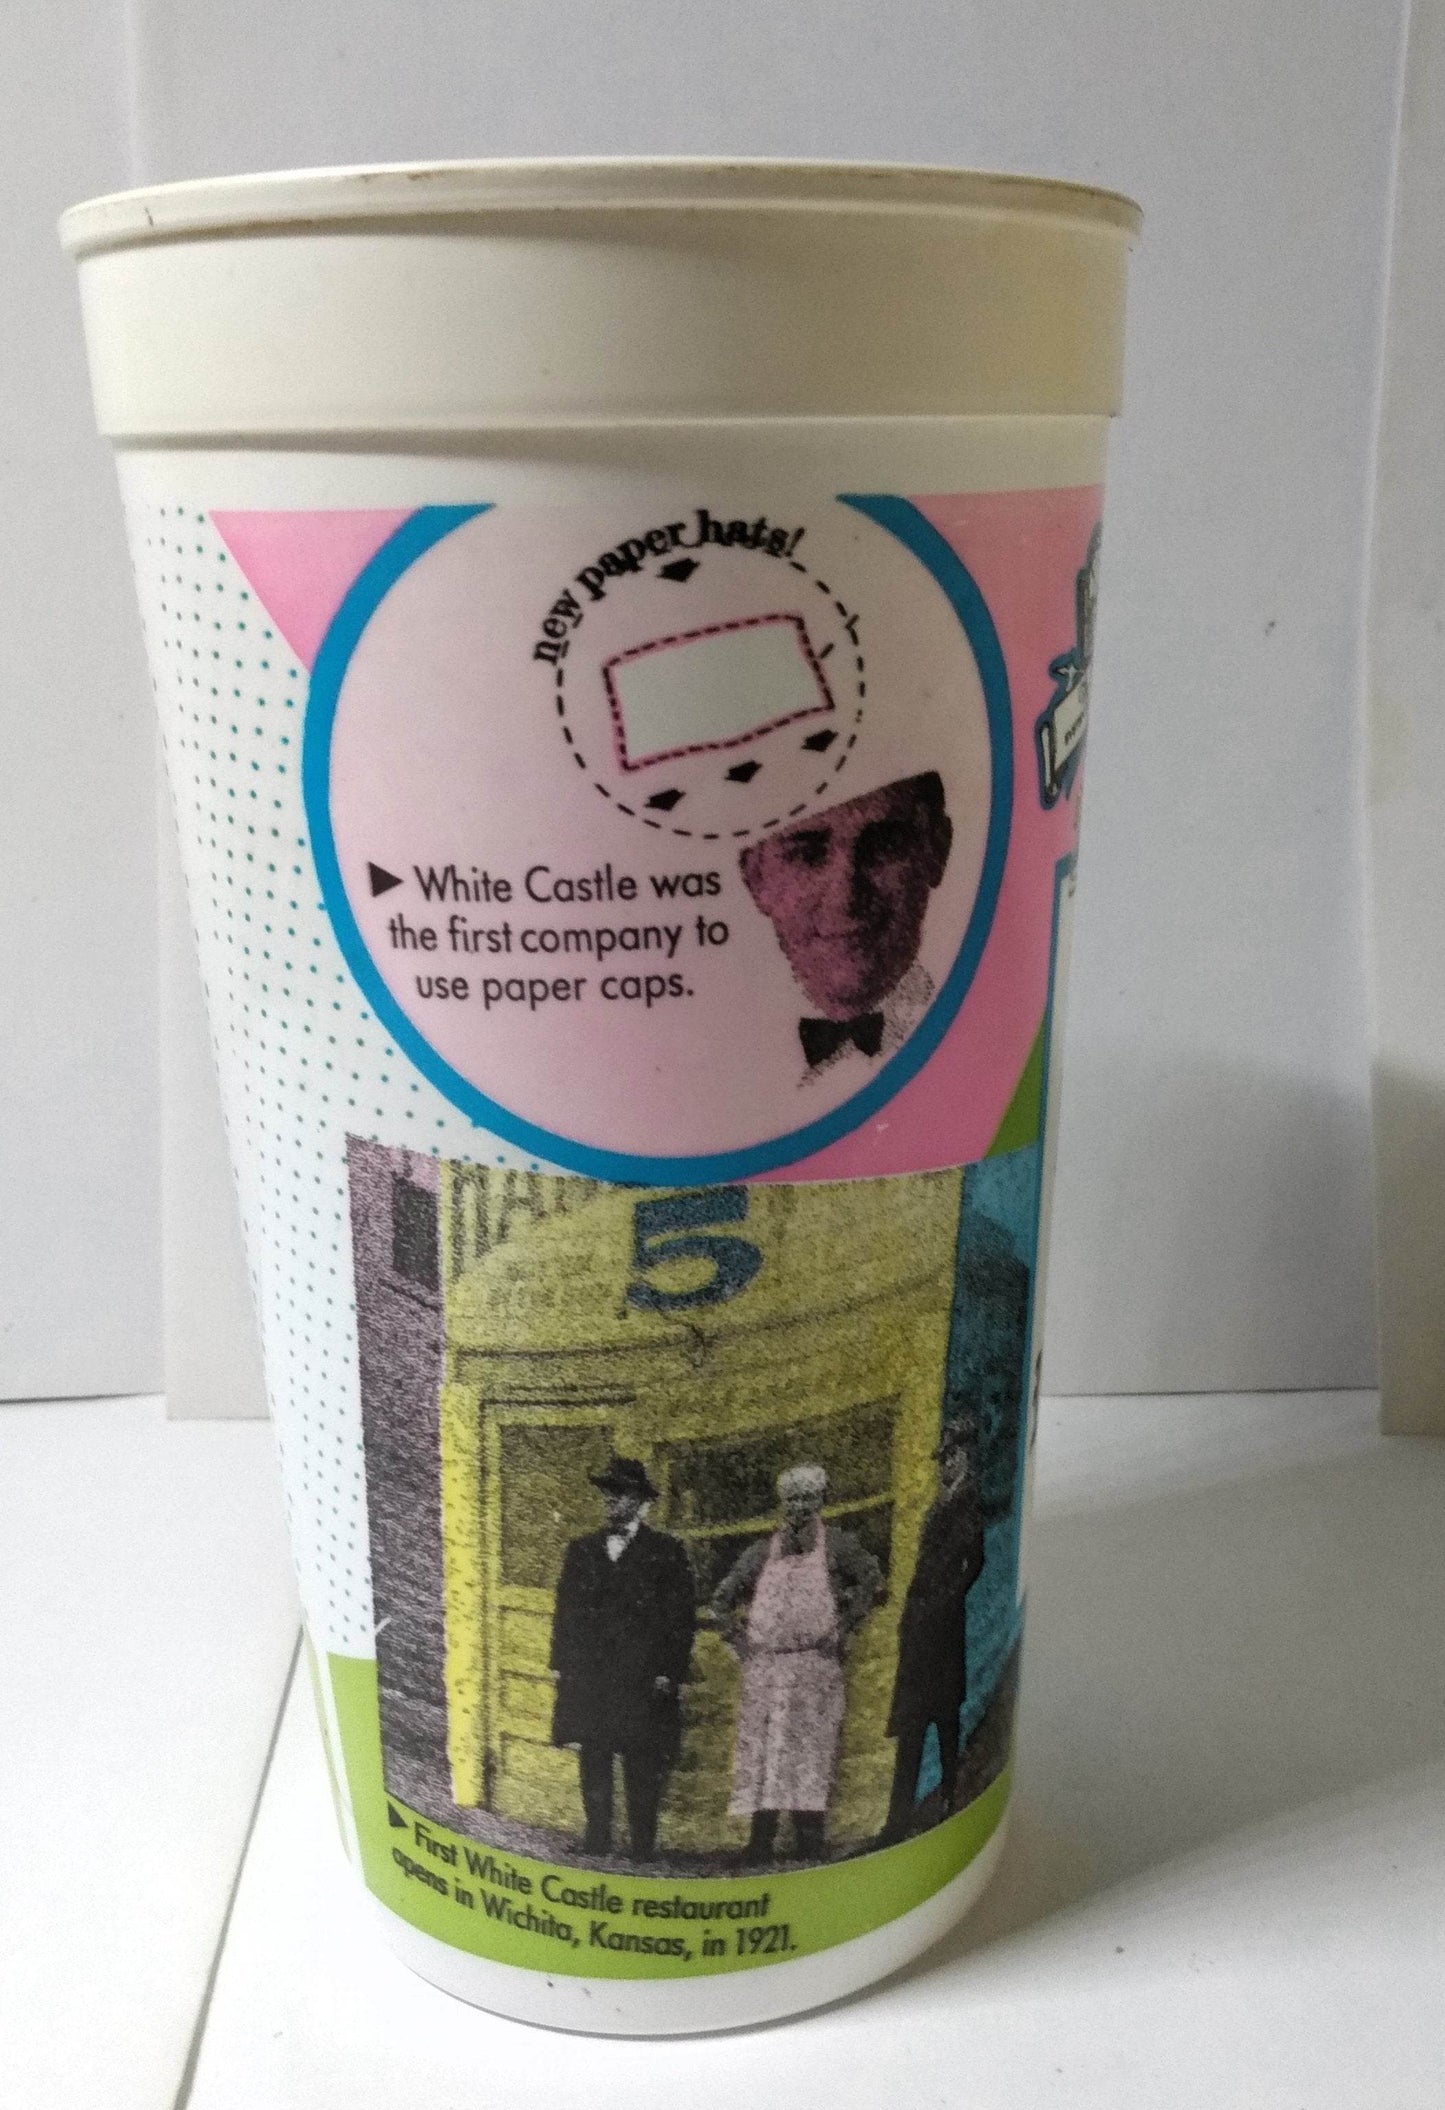 new paper hats!
▶ White Castle was
the first company to
use paper caps.
5
▶ First White Castle restaurant
opens in Wichita, Kansas, in 1921.